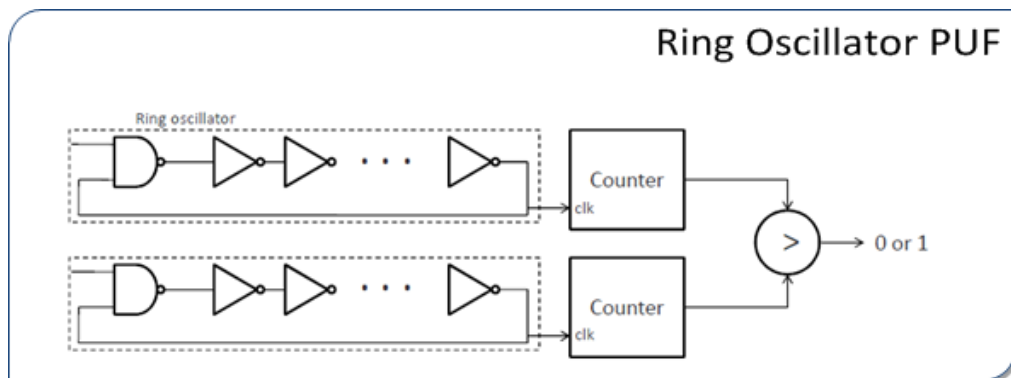 Ring Oscillator PUF
Ring oscillator
Counter
clk
>
0 or 1
Counter
clk